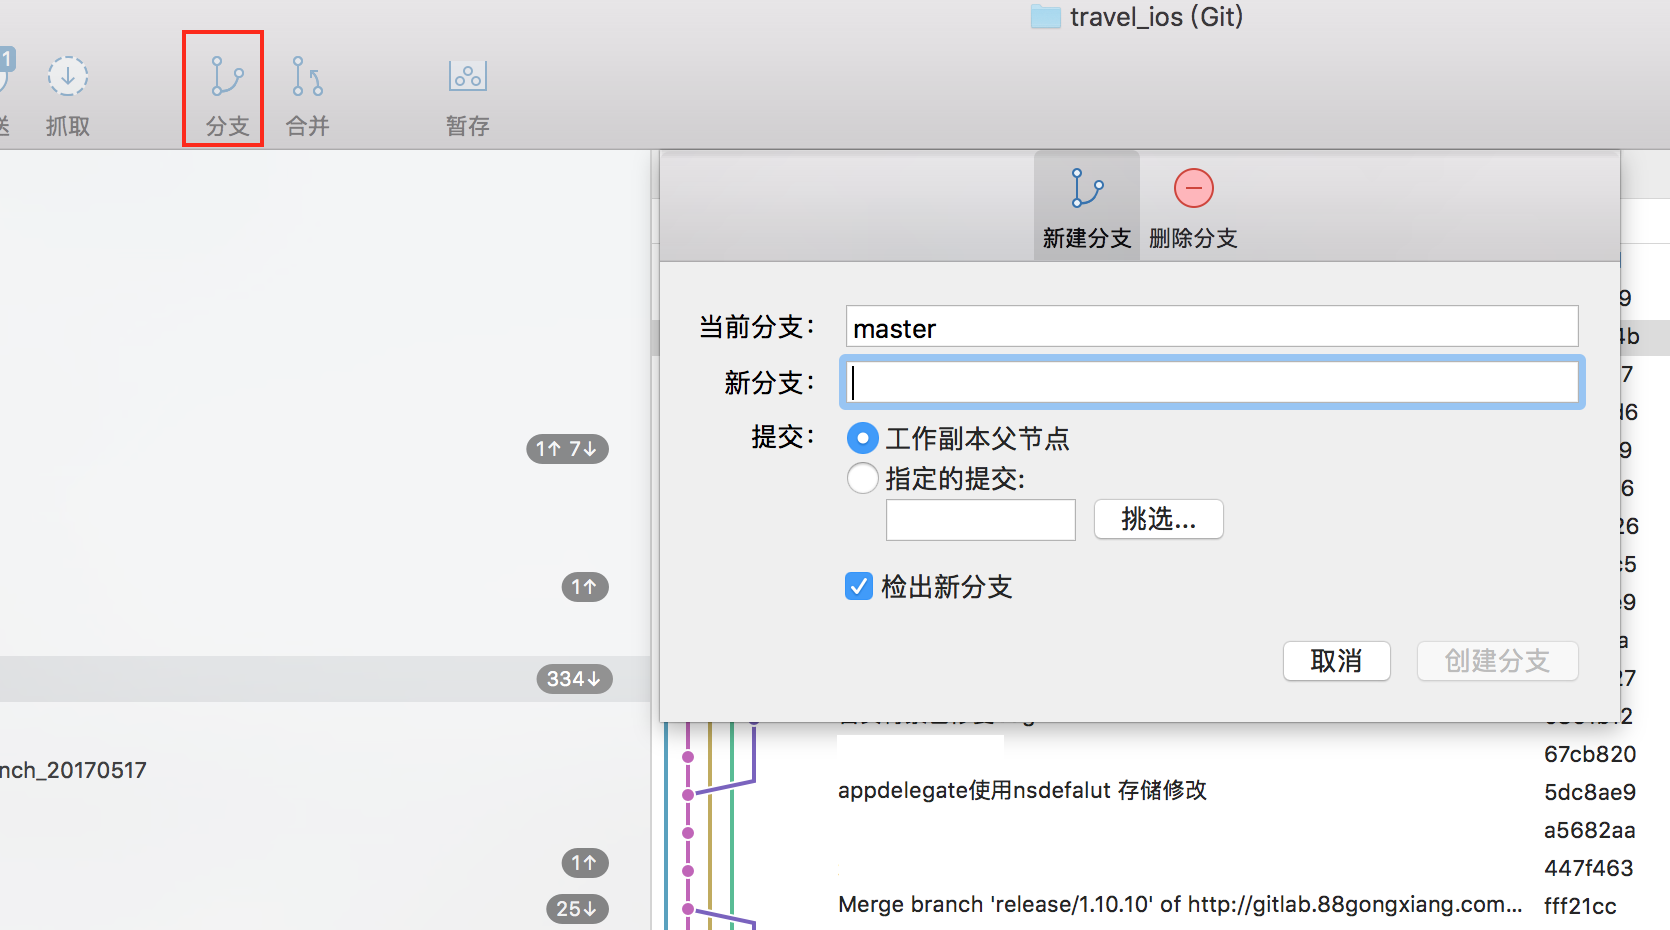 travel_ios (Git)
1
送
抓取
分支
合并
暂存
新建分支
删除分支
当前分支：
master
新分支：
提交：
工作副本父节点
指定的提交:
挑选...
检出新分支
取消
创建分支
1↑ 7↓
1↑
334↓
nch_20170517
1↑
25↓
9
4b
7
d6
9
6
26
c5
e9
a
27
2
67cb820
appdelegate使用nsdefalut 存储修改
5dc8ae9
a5682aa
447f463
Merge branch 'release/1.10.10' of http://gitlab.88gongxiang.com...
fff21cc